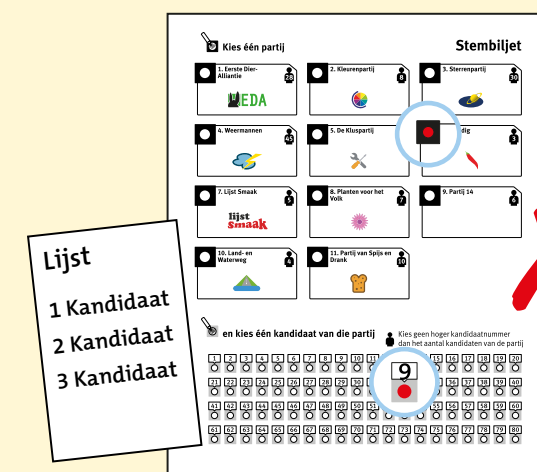 Kies één partij
Stembiljet
1. Eerste Dier-
Alliantie
28
EDA
2. Kleurenpartij
8
3. Sterrenpartij
30
4. Weermannen
45
5. De Kluspartij
dig
3
7. Lijst Smaak
5
lijst
smaak
8. Planten voor het
Volk
7
9. Partij 14
6
10. Land- en
Waterweg
4
11. Partij van Spijs en
Drank
10
Lijst
1 Kandidaat
2 Kandidaat
3 Kandidaat
en kies één kandidaat van die partij
Kies geen hoger kandidaatnummer
dan het aantal kandidaten van de partij
1 2 3 4 5 6 7 8 9 10 11 15 16 17 18 19 20
9
21 22 23 24 25 26 27 28 29 30 36 37 38 39 40
41 42 43 44 45 46 47 48 49 50 51 55 56 57 58 59 60
61 62 63 64 65 66 67 68 69 70 71 72 73 74 75 76 77 78 79 80